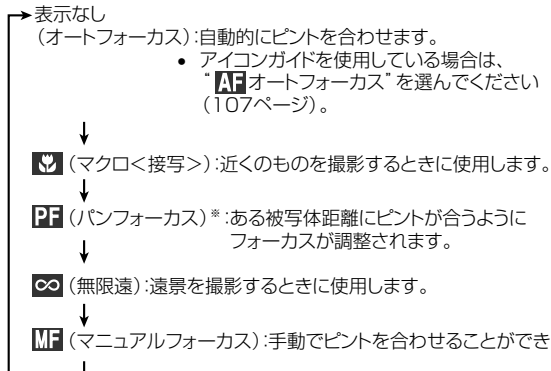 表示なし
（オートフォーカス）：自動的にピントを合わせます。
• アイコンガイドを使用している場合は、
“AFオートフォーカス”を選んでください
（107ページ）。
（マクロ＜接写＞）：近くのものを撮影するときに使用します。
PF（パンフォーカス）※：ある被写体距離にピントが合うように
フォーカスが調整されます。
∞（無限遠）：遠景を撮影するときに使用します。
MF（マニュアルフォーカス）：手動でピントを合わせることができ